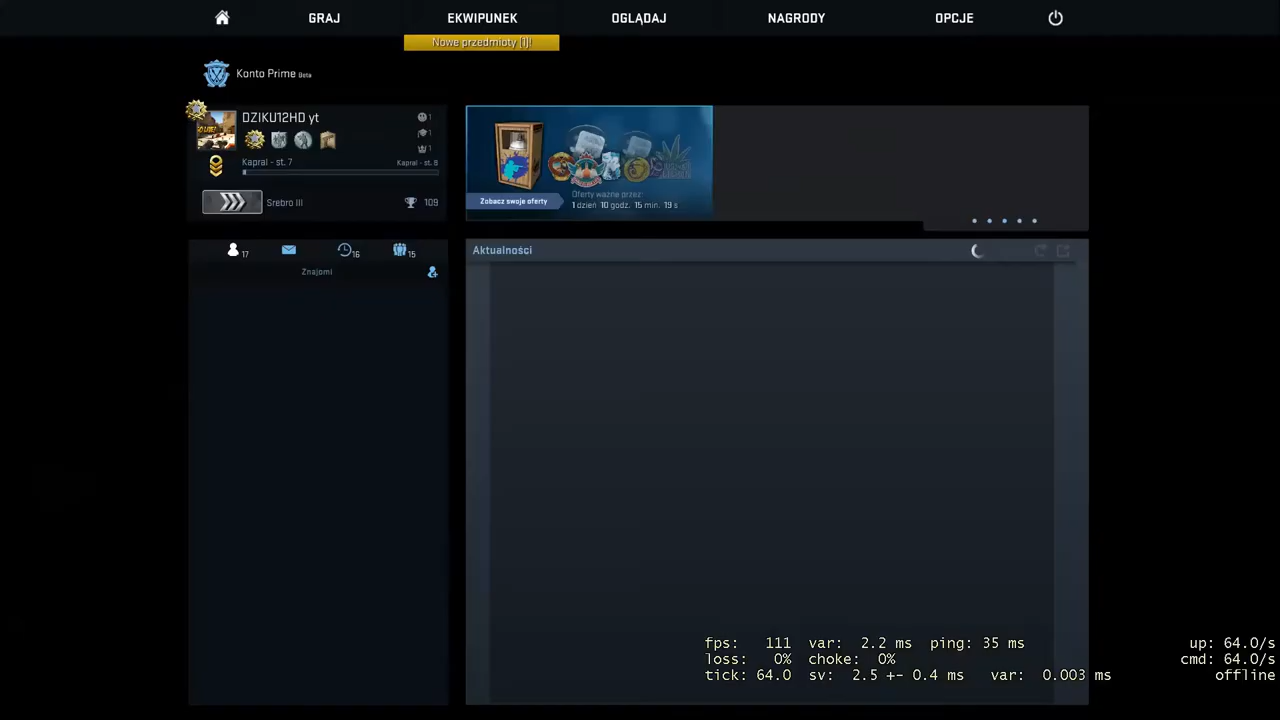 GRAJ
EKWIPUNEK
OGLĄDAJ
NAGRODY
OPCJE
Nowe przedmioty (1)!
Konto Prime Beta
DZIKU12HD yt
1
1
1
Kapral - st. 7
Kapral - st. 8
Srebro III
109
Zobacz swoje oferty
Oferty ważne przez:
1 dzień 10 godz. 15 min. 19 s
17
16
15
Znajomi
Aktualności
fps: 111 var: 2.2 ms ping: 35 ms
up: 64.0/s
loss: 0% choke: 0%
cmd: 64.0/s
tick: 64.0 sv: 2.5 +- 0.4 ms var: 0.003 ms
offline